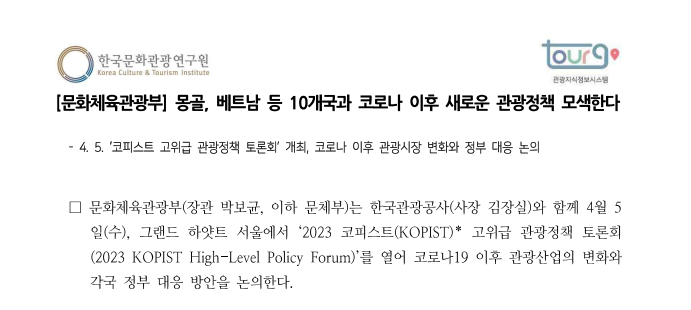 한국문화관광연구원
Korea Culture & Tourism Institute
tour9
관광지식정보시스템
[문화체육관광부] 몽골, 베트남 등 10개국과 코로나 이후 새로운 관광정책 모색한다
- 4. 5. ‘코피스트 고위급 관광정책 토론회’ 개최, 코로나 이후 관광시장 변화와 정부 대응 논의
□ 문화체육관광부(장관 박보균, 이하 문체부)는 한국관광공사(사장 김장실)와 함께 4월 5
일(수), 그랜드 하얏트 서울에서 ‘2023 코피스트(KOPIST)* 고위급 관광정책 토론회
(2023 KOPIST High-Level Policy Forum)’를 열어 코로나19 이후 관광산업의 변화와
각국 정부 대응 방안을 논의한다.